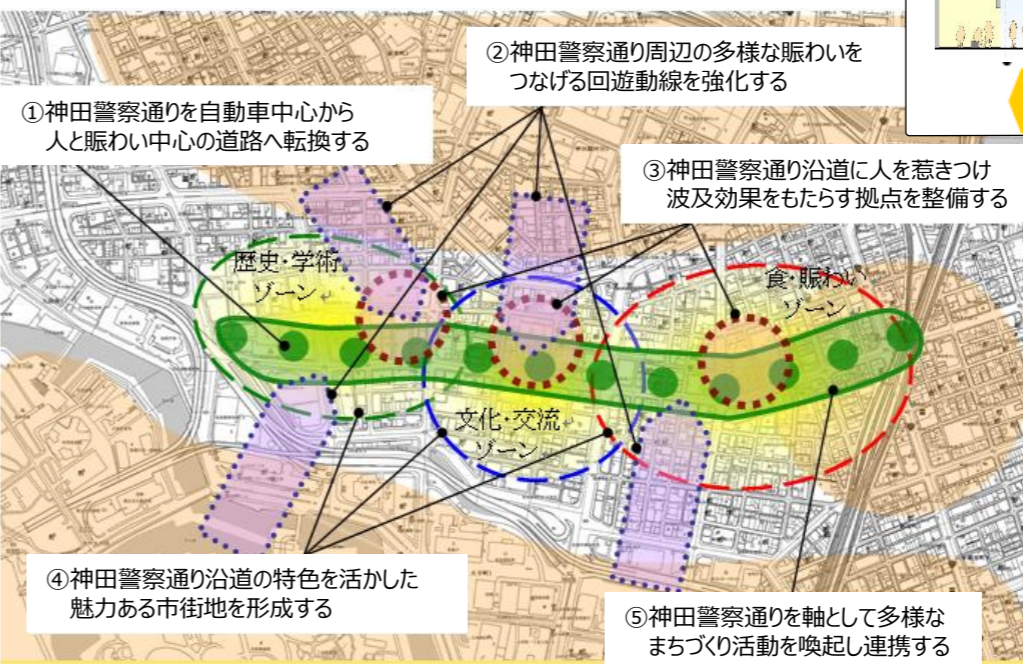 ②神田警察通り周辺の多様な賑わいを
つなげる回遊動線を強化する
①神田警察通りを自動車中心から
人と賑わい中心の道路へ転換する
③神田警察通り沿道に人を惹きつけ
波及効果をもたらす拠点を整備する
歴史・学術
ゾーン
食・賑わい
ゾーン
文化・交流
ゾーン
④神田警察通り沿道の特色を活かした
魅力ある市街地を形成する
⑤神田警察通りを軸として多様な
まちづくり活動を喚起し連携する